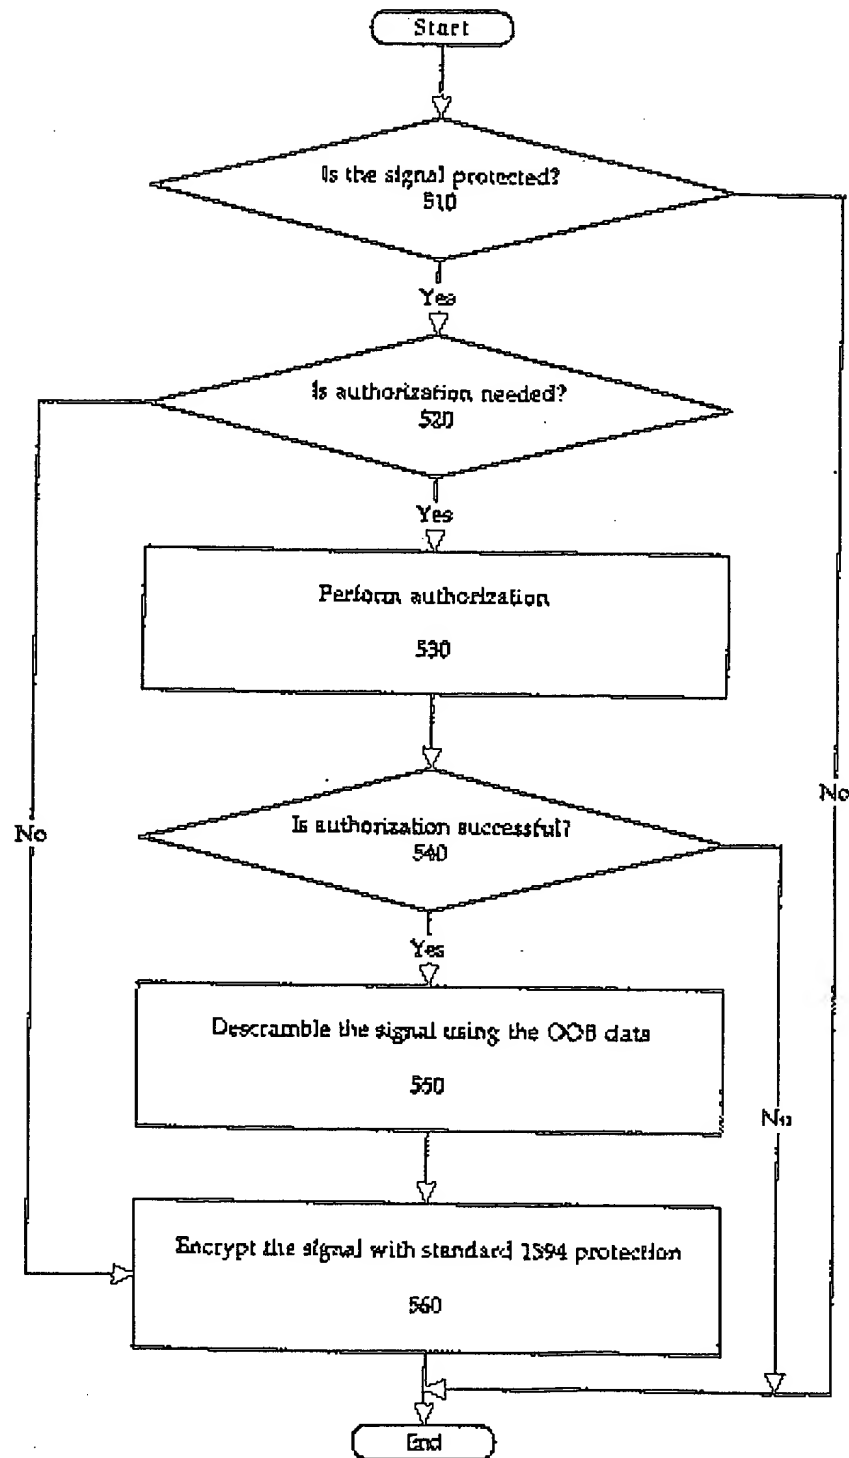 Start
Is the signal protected?
510
Yes
Is authorization needed?
520
Yes
Perform authorization
530
No
Is authorization successful?
540
No
Yes
Descramble the signal using the OOB data
550
No
Encrypt the signal with standard 1394 protection
560
End